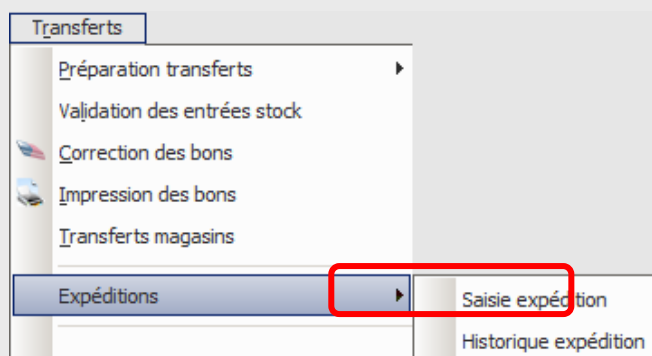 Transferts
Préparation transferts
Validation des entrées stock
Correction des bons
Impression des bons
Transferts magasins
Expéditions
Saisie expédition
Historique expédition